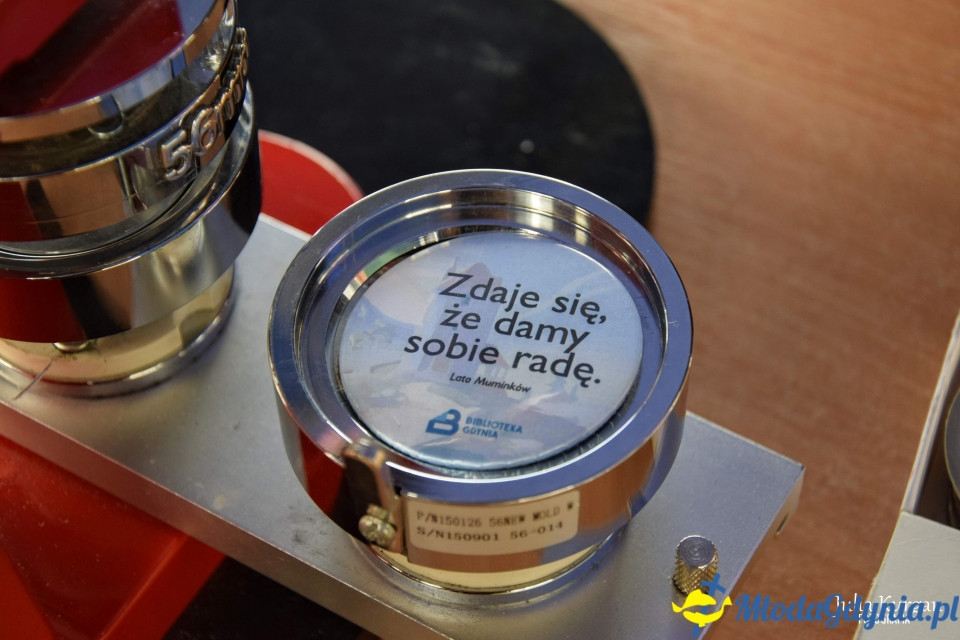 56mm
Zdaje się,
że damy
sobie radę.
Lato Muminków
BIBLIOTEKA
GDYNIA
P/N150126 56NEW MOLD W
S/N150901 56-014
MlodaGdynia.pl